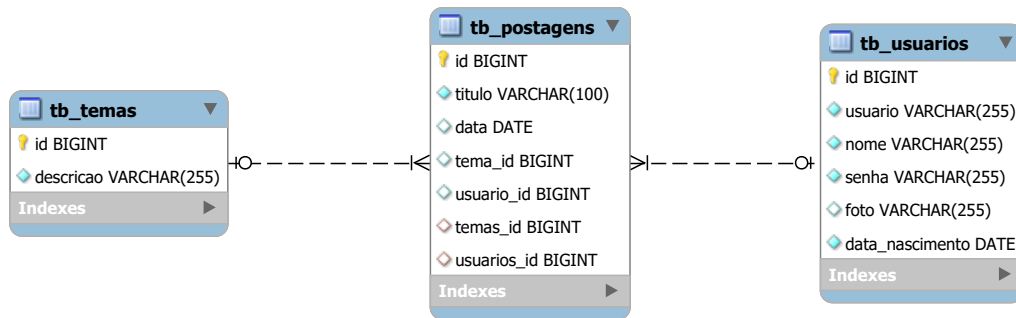 tb_temas
id BIGINT
descricao VARCHAR(255)
Indexes
tb_postagens
id BIGINT
titulo VARCHAR(100)
data DATE
tema_id BIGINT
usuario_id BIGINT
temas_id BIGINT
usuarios_id BIGINT
Indexes
tb_usuarios
id BIGINT
usuario VARCHAR(255)
nome VARCHAR(255)
senha VARCHAR(255)
foto VARCHAR(255)
data_nascimento DATE
Indexes